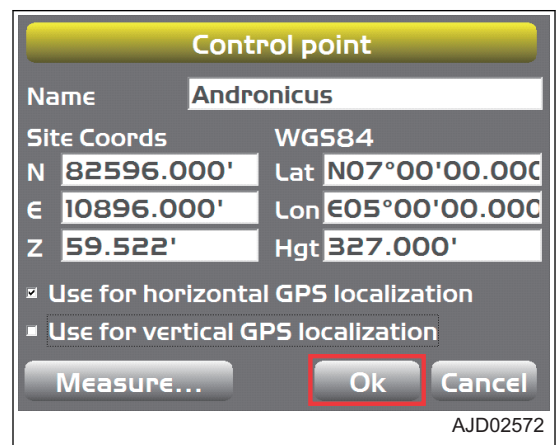 Control point
Name Andronicus
Site Coords WGS84
N 82596.000' Lat N07°00'00.000
E 10896.000' Lon E05°00'00.000
Z 59.522' Hgt 327.000'
Use for horizontal GPS localization
Use for vertical GPS localization
Measure... Ok Cancel
AJD02572